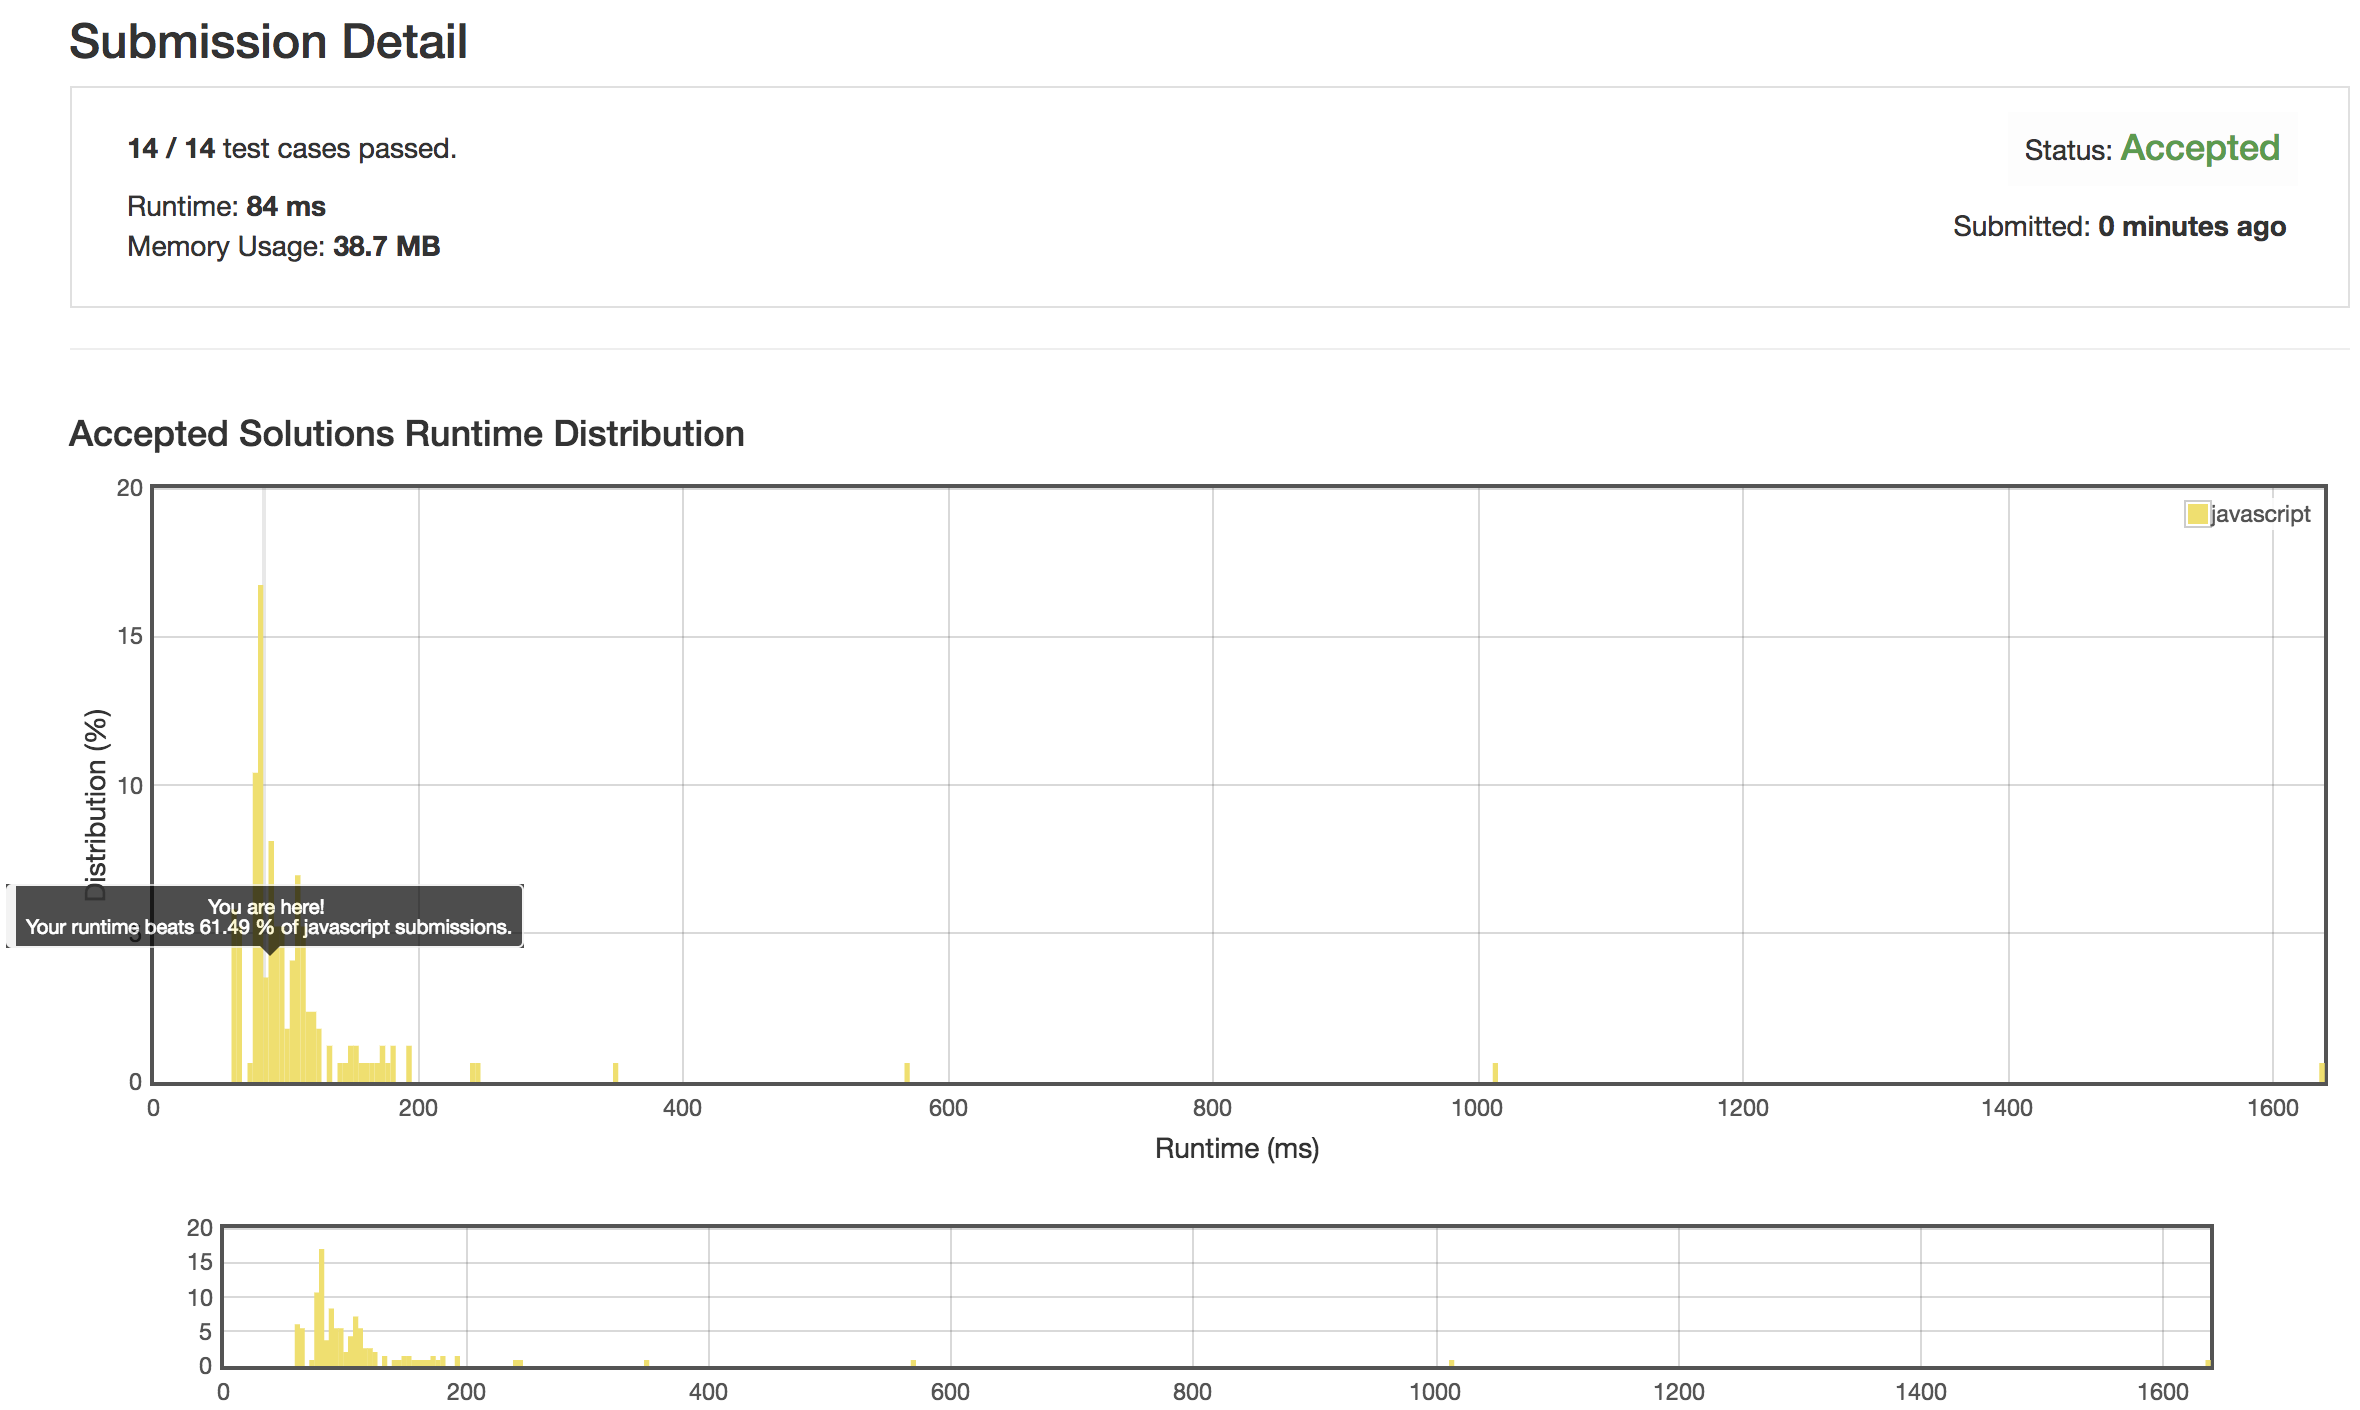 Submission Detail
14 / 14 test cases passed.
Status: Accepted
Runtime: 84 ms
Memory Usage: 38.7 MB
Submitted: 0 minutes ago
Accepted Solutions Runtime Distribution
20
15
10
5
0
Distribution (%)
javascript
You are here!
Your runtime beats 61.49 % of javascript submissions.
0 200 400 600 800 1000 1200 1400 1600
Runtime (ms)
20
15
10
5
0
0 200 400 600 800 1000 1200 1400 1600